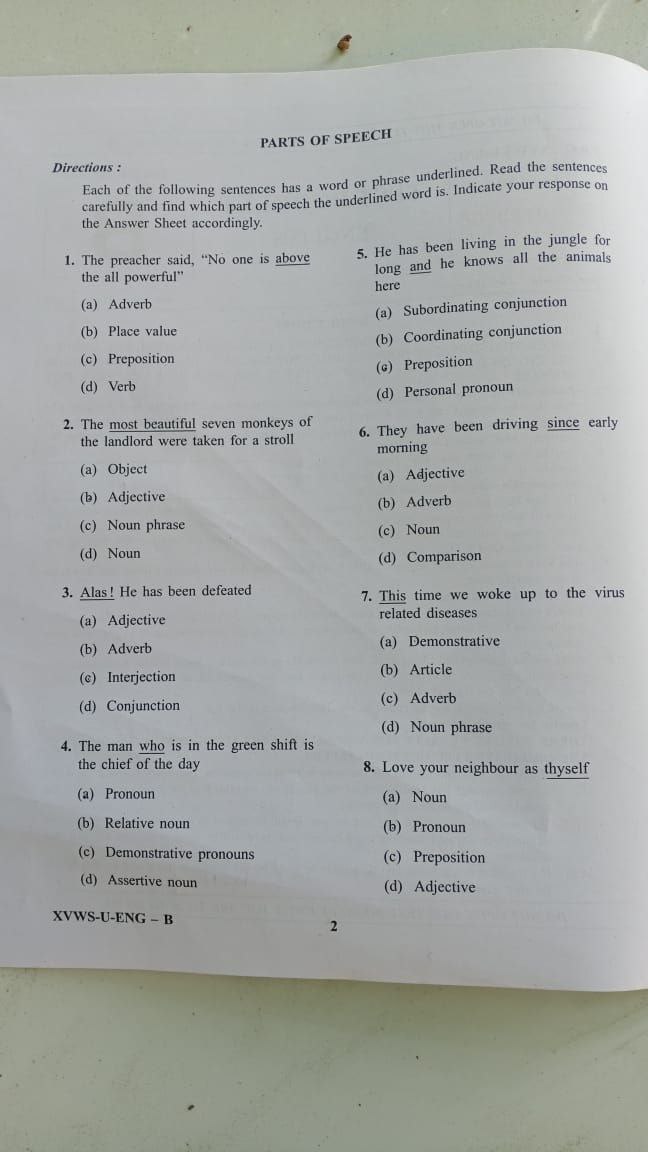 PARTS OF SPEECH
Directions :
Each of the following sentences has a word or phrase underlined. Read the sentences
carefully and find which part of speech the underlined word is. Indicate your response on
the Answer Sheet accordingly.
1. The preacher said, “No one is above
the all powerful”
(a) Adverb
(b) Place value
(c) Preposition
(d) Verb
2. The most beautiful seven monkeys of
the landlord were taken for a stroll
(a) Object
(b) Adjective
(c) Noun phrase
(d) Noun
3. Alas! He has been defeated
(a) Adjective
(b) Adverb
(c) Interjection
(d) Conjunction
4. The man who is in the green shift is
the chief of the day
(a) Pronoun
(b) Relative noun
(c) Demonstrative pronouns
(d) Assertive noun
5. He has been living in the jungle for
long and he knows all the animals
here
(a) Subordinating conjunction
(b) Coordinating conjunction
(c) Preposition
(d) Personal pronoun
6. They have been driving since early
morning
(a) Adjective
(b) Adverb
(c) Noun
(d) Comparison
7. This time we woke up to the virus
related diseases
(a) Demonstrative
(b) Article
(c) Adverb
(d) Noun phrase
8. Love your neighbour as thyself
(a) Noun
(b) Pronoun
(c) Preposition
(d) Adjective
XVWS-U-ENG – B
2